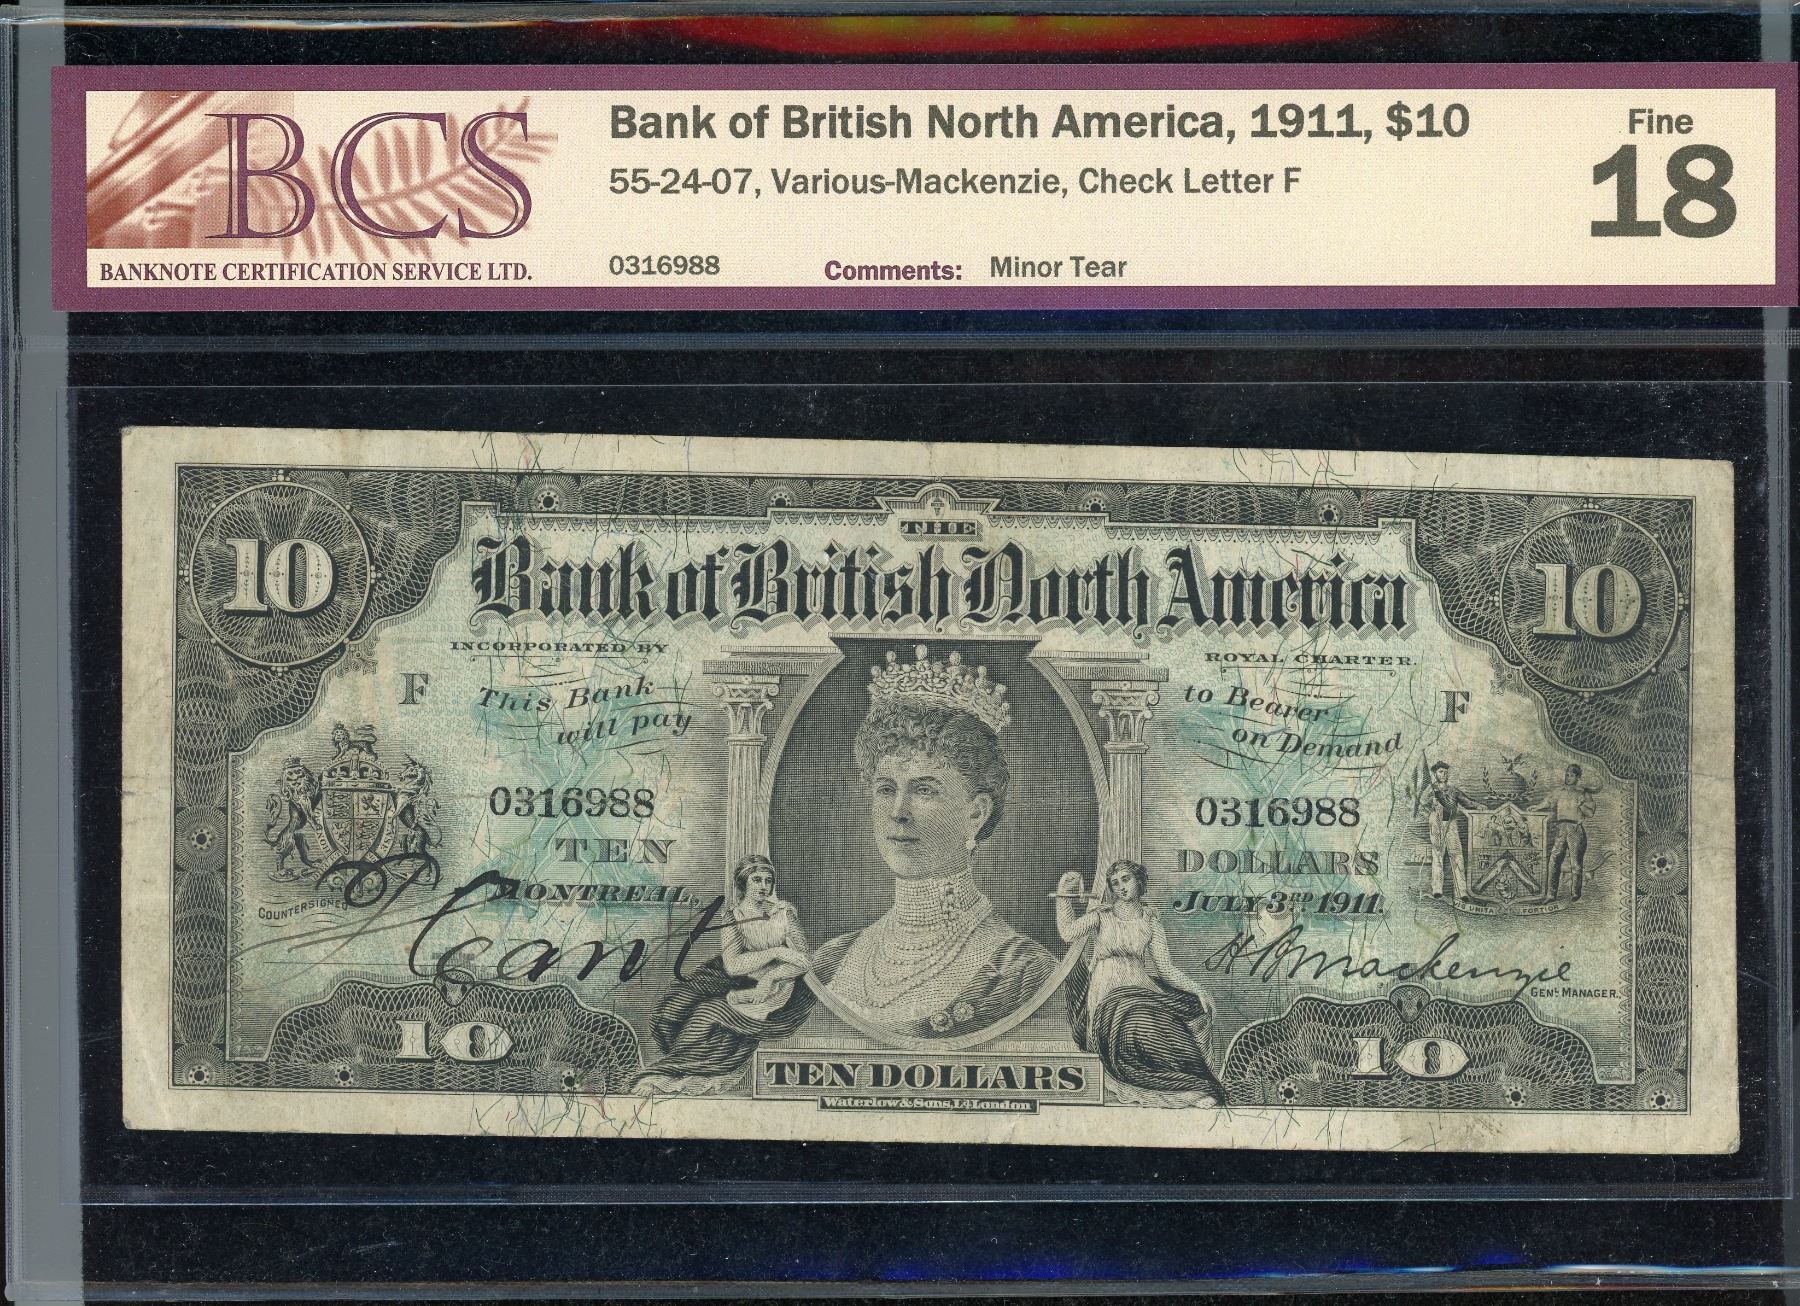 BCS
BANKNOTE CERTIFICATION SERVICE LTD.
Bank of British North America, 1911, $10
55-24-07, Various-Mackenzie, Check Letter F
0316988 Comments: Minor Tear
Fine
18
THE
Bank of British North America
10 10
INCORPORATED BY ROYAL CHARTER.
F This Bank will pay to Bearer on Demand F
0316988 0316988
TEN DOLLARS
MONTREAL, JULY 3RD 1911.
COUNTERSIGNED
Cant
H B Mackenzie
GENL MANAGER.
10 10
TEN DOLLARS
Waterlow & Sons, Ld London